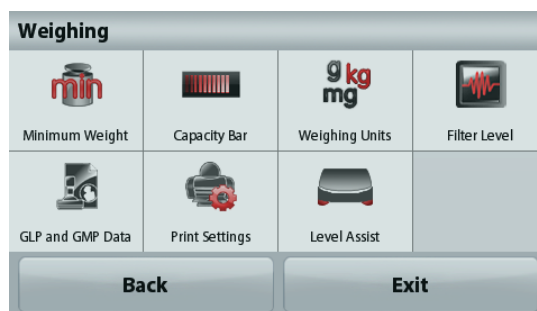 Weighing
min
g kg
mg
Minimum Weight
Capacity Bar
Weighing Units
Filter Level
GLP and GMP Data
Print Settings
Level Assist
Back
Exit